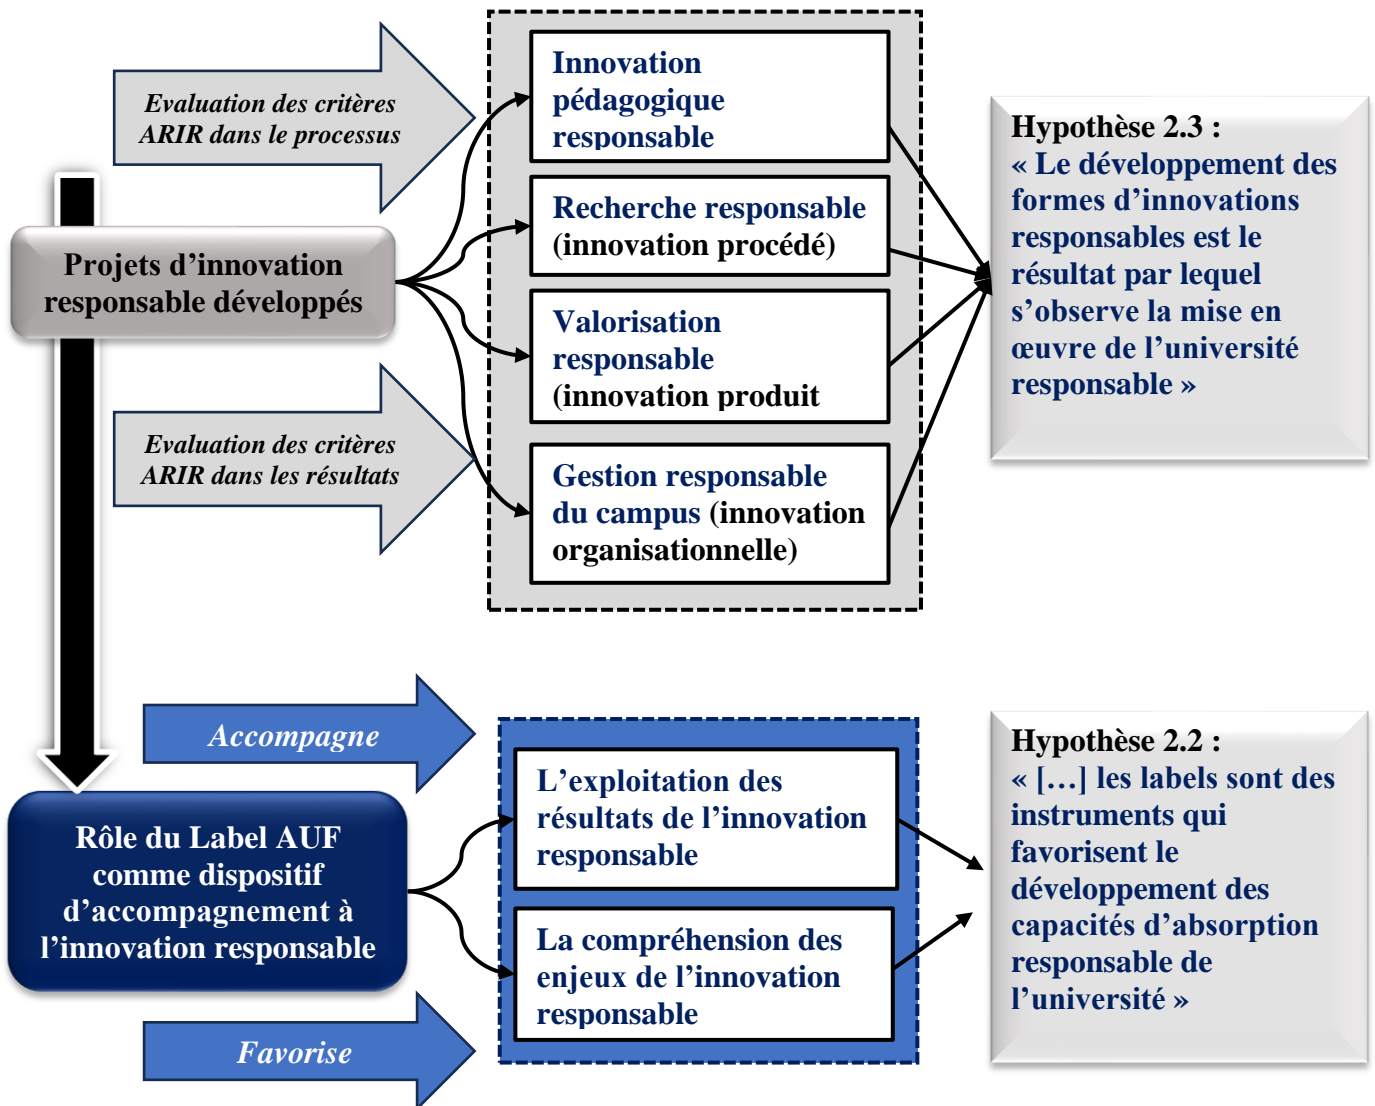 Evaluation des critères
ARIR dans le processus
Projets d’innovation
responsable développés
Evaluation des critères
ARIR dans les résultats
Innovation
pédagogique
responsable
Recherche responsable
(innovation procédé)
Valorisation
responsable
(innovation produit
Gestion responsable
du campus (innovation
organisationnelle)
Hypothèse 2.3 :
« Le développement des
formes d’innovations
responsables est le
résultat par lequel
s’observe la mise en
œuvre de l’université
responsable »
Accompagne
Rôle du Label AUF
comme dispositif
d’accompagnement à
l’innovation responsable
Favorise
L’exploitation des
résultats de l’innovation
responsable
La compréhension des
enjeux de l’innovation
responsable
Hypothèse 2.2 :
« […] les labels sont des
instruments qui
favorisent le
développement des
capacités d’absorption
responsable de
l’université »